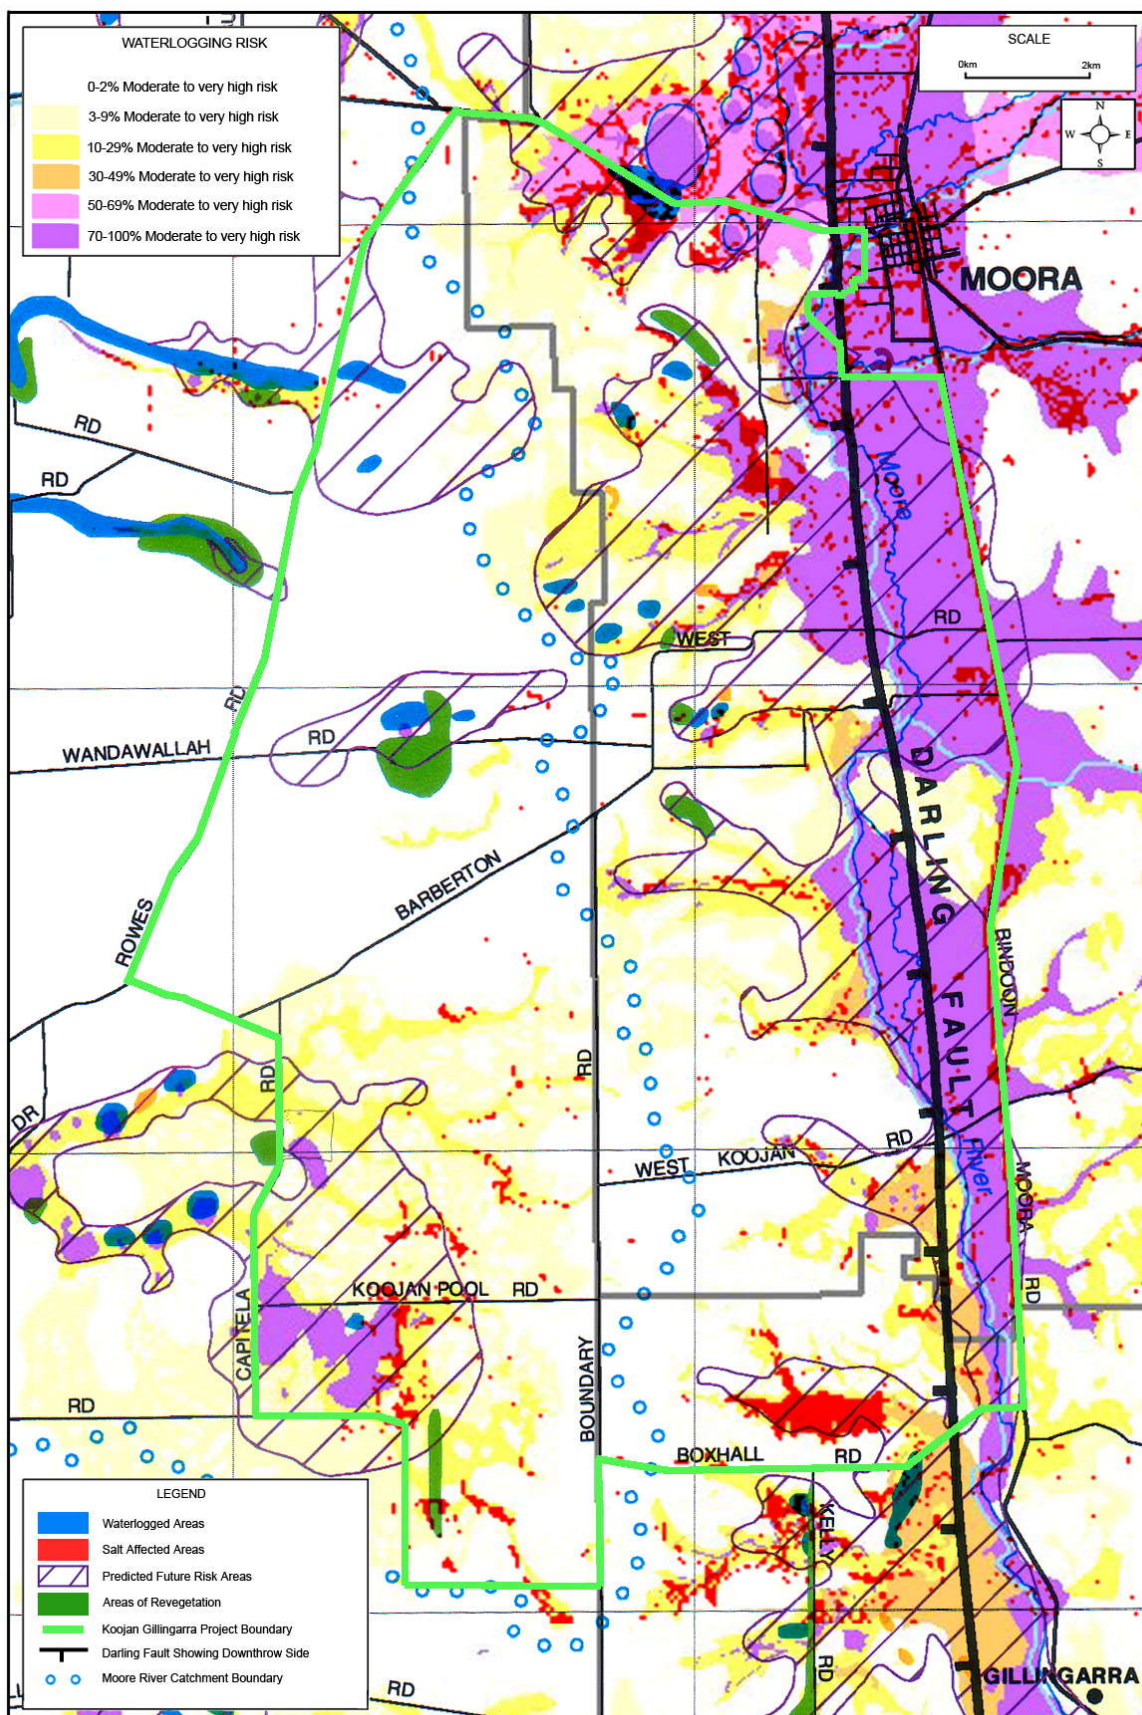 WATERLOGGING RISK
0-2% Moderate to very high risk
3-9% Moderate to very high risk
10-29% Moderate to very high risk
30-49% Moderate to very high risk
50-69% Moderate to very high risk
70-100% Moderate to very high risk
SCALE
0km 2km
N
W E
S
MOORA
RD
RD
Moore
RD
WEST
RD
WANDAWALLAH RD
DARLING FAULT
BARBERTON
ROWES
BINDOON
RD
RD
DR
RD
WEST KOOJAN
River
MOORA
KOOJAN POOL RD
RD
CAPITELA
BOUNDARY
RD
BOXHALL RD
KELLY
RD
GILLINGARRA
RD
LEGEND
Waterlogged Areas
Salt Affected Areas
Predicted Future Risk Areas
Areas of Revegetation
Koojan Gillingarra Project Boundary
Darling Fault Showing Downthrow Side
Moore River Catchment Boundary